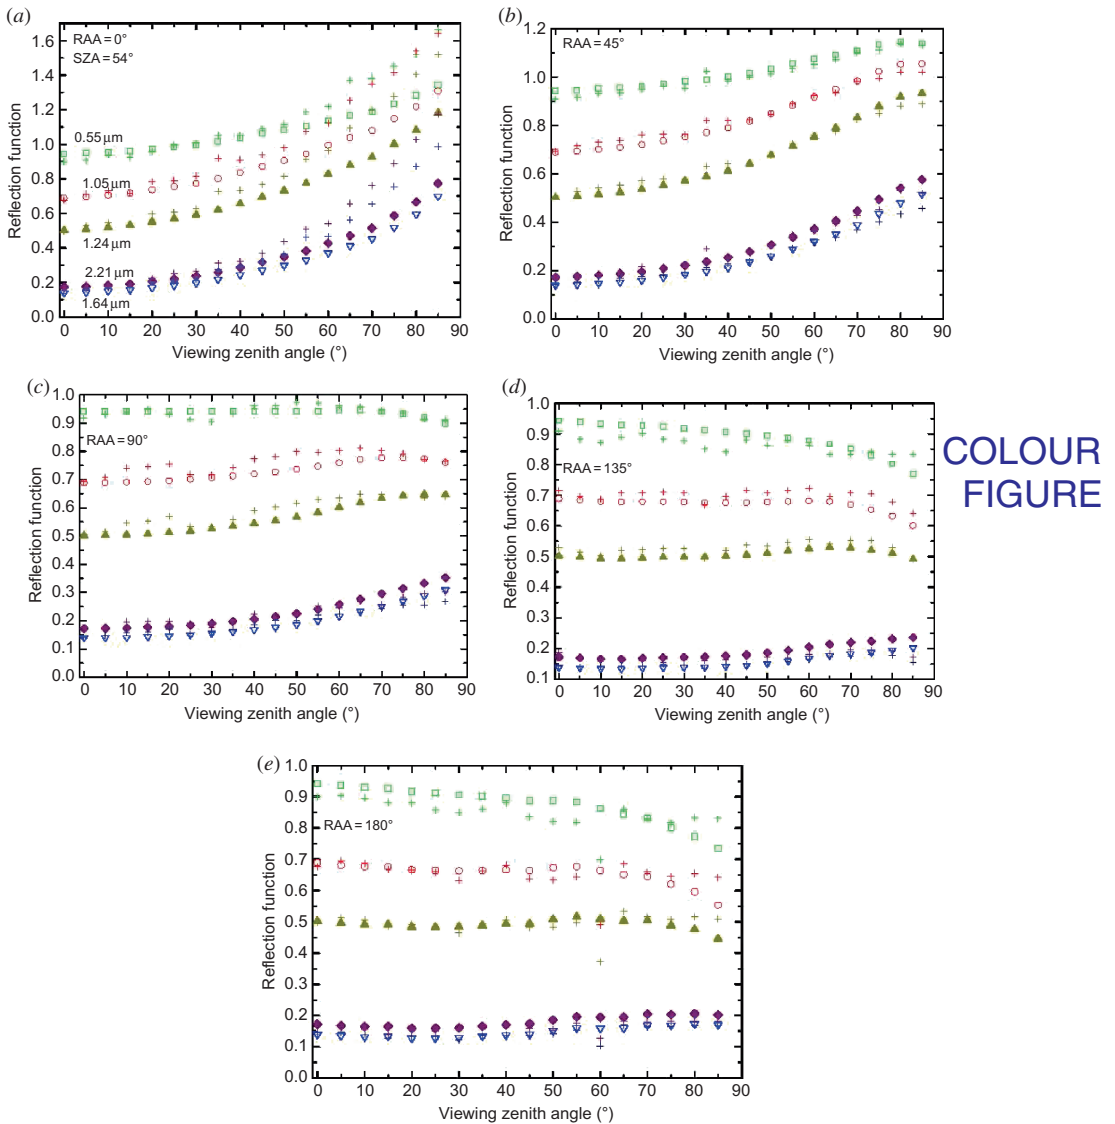 (a)
RAA = 0°
SZA = 54°
1.6
1.4
1.2
1.0
0.8
0.6
0.4
0.2
0.0
Reflection function
0.55 μm
1.05 μm
1.24 μm
2.21 μm
1.64 μm
0 10 20 30 40 50 60 70 80 90
Viewing zenith angle (°)
(b)
RAA = 45°
1.2
1.0
0.8
0.6
0.4
0.2
0.0
Reflection function
0 10 20 30 40 50 60 70 80 90
Viewing zenith angle (°)
(c)
RAA = 90°
1.0
0.9
0.8
0.7
0.6
0.5
0.4
0.3
0.2
0.1
0.0
Reflection function
0 10 20 30 40 50 60 70 80 90
Viewing zenith angle (°)
(d)
RAA = 135°
1.0
0.9
0.8
0.7
0.6
0.5
0.4
0.3
0.2
0.1
Reflection function
0 10 20 30 40 50 60 70 80 90
Viewing zenith angle (°)
COLOUR
FIGURE
(e)
RAA = 180°
1.0
0.9
0.8
0.7
0.6
0.5
0.4
0.3
0.2
0.1
0.0
Reflection function
0 10 20 30 40 50 60 70 80 90
Viewing zenith angle (°)